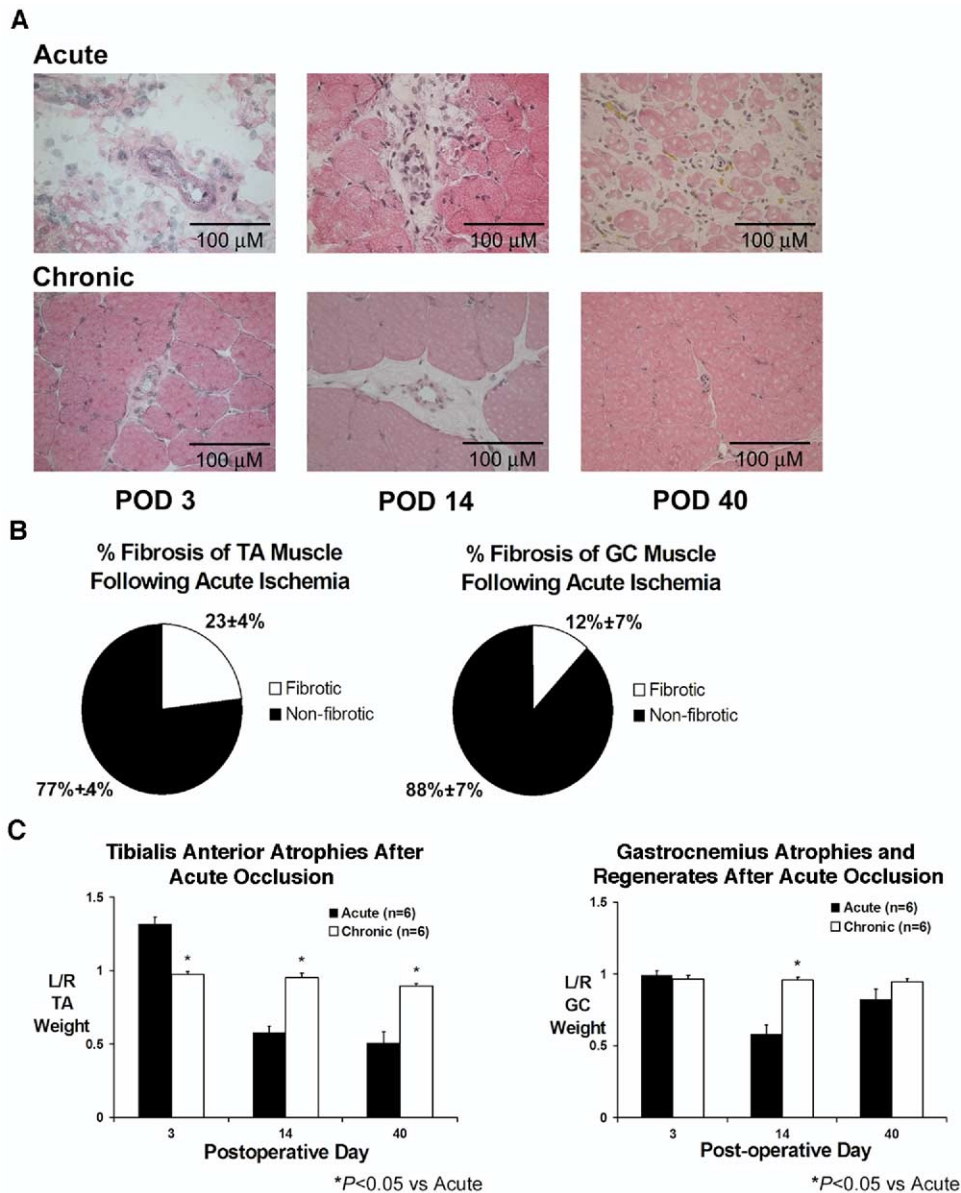 A
Acute
100 µM
100 µM
100 µM
Chronic
100 µM
100 µM
100 µM
POD 3
POD 14
POD 40
B
% Fibrosis of TA Muscle
Following Acute Ischemia
23±4%
Fibrotic
Non-fibrotic
77%±4%
% Fibrosis of GC Muscle
Following Acute Ischemia
12%±7%
Fibrotic
Non-fibrotic
88%±7%
C
Tibialis Anterior Atrophies After
Acute Occlusion
1.5
1
0.5
0
L/R
TA
Weight
Acute (n=6)
Chronic (n=6)
*
*
*
3
14
40
Postoperative Day
*P<0.05 vs Acute
Gastrocnemius Atrophies and
Regenerates After Acute Occlusion
1.5
1
0.5
0
L/R
GC
Weight
Acute (n=6)
Chronic (n=6)
*
3
14
40
Post-operative Day
*P<0.05 vs Acute